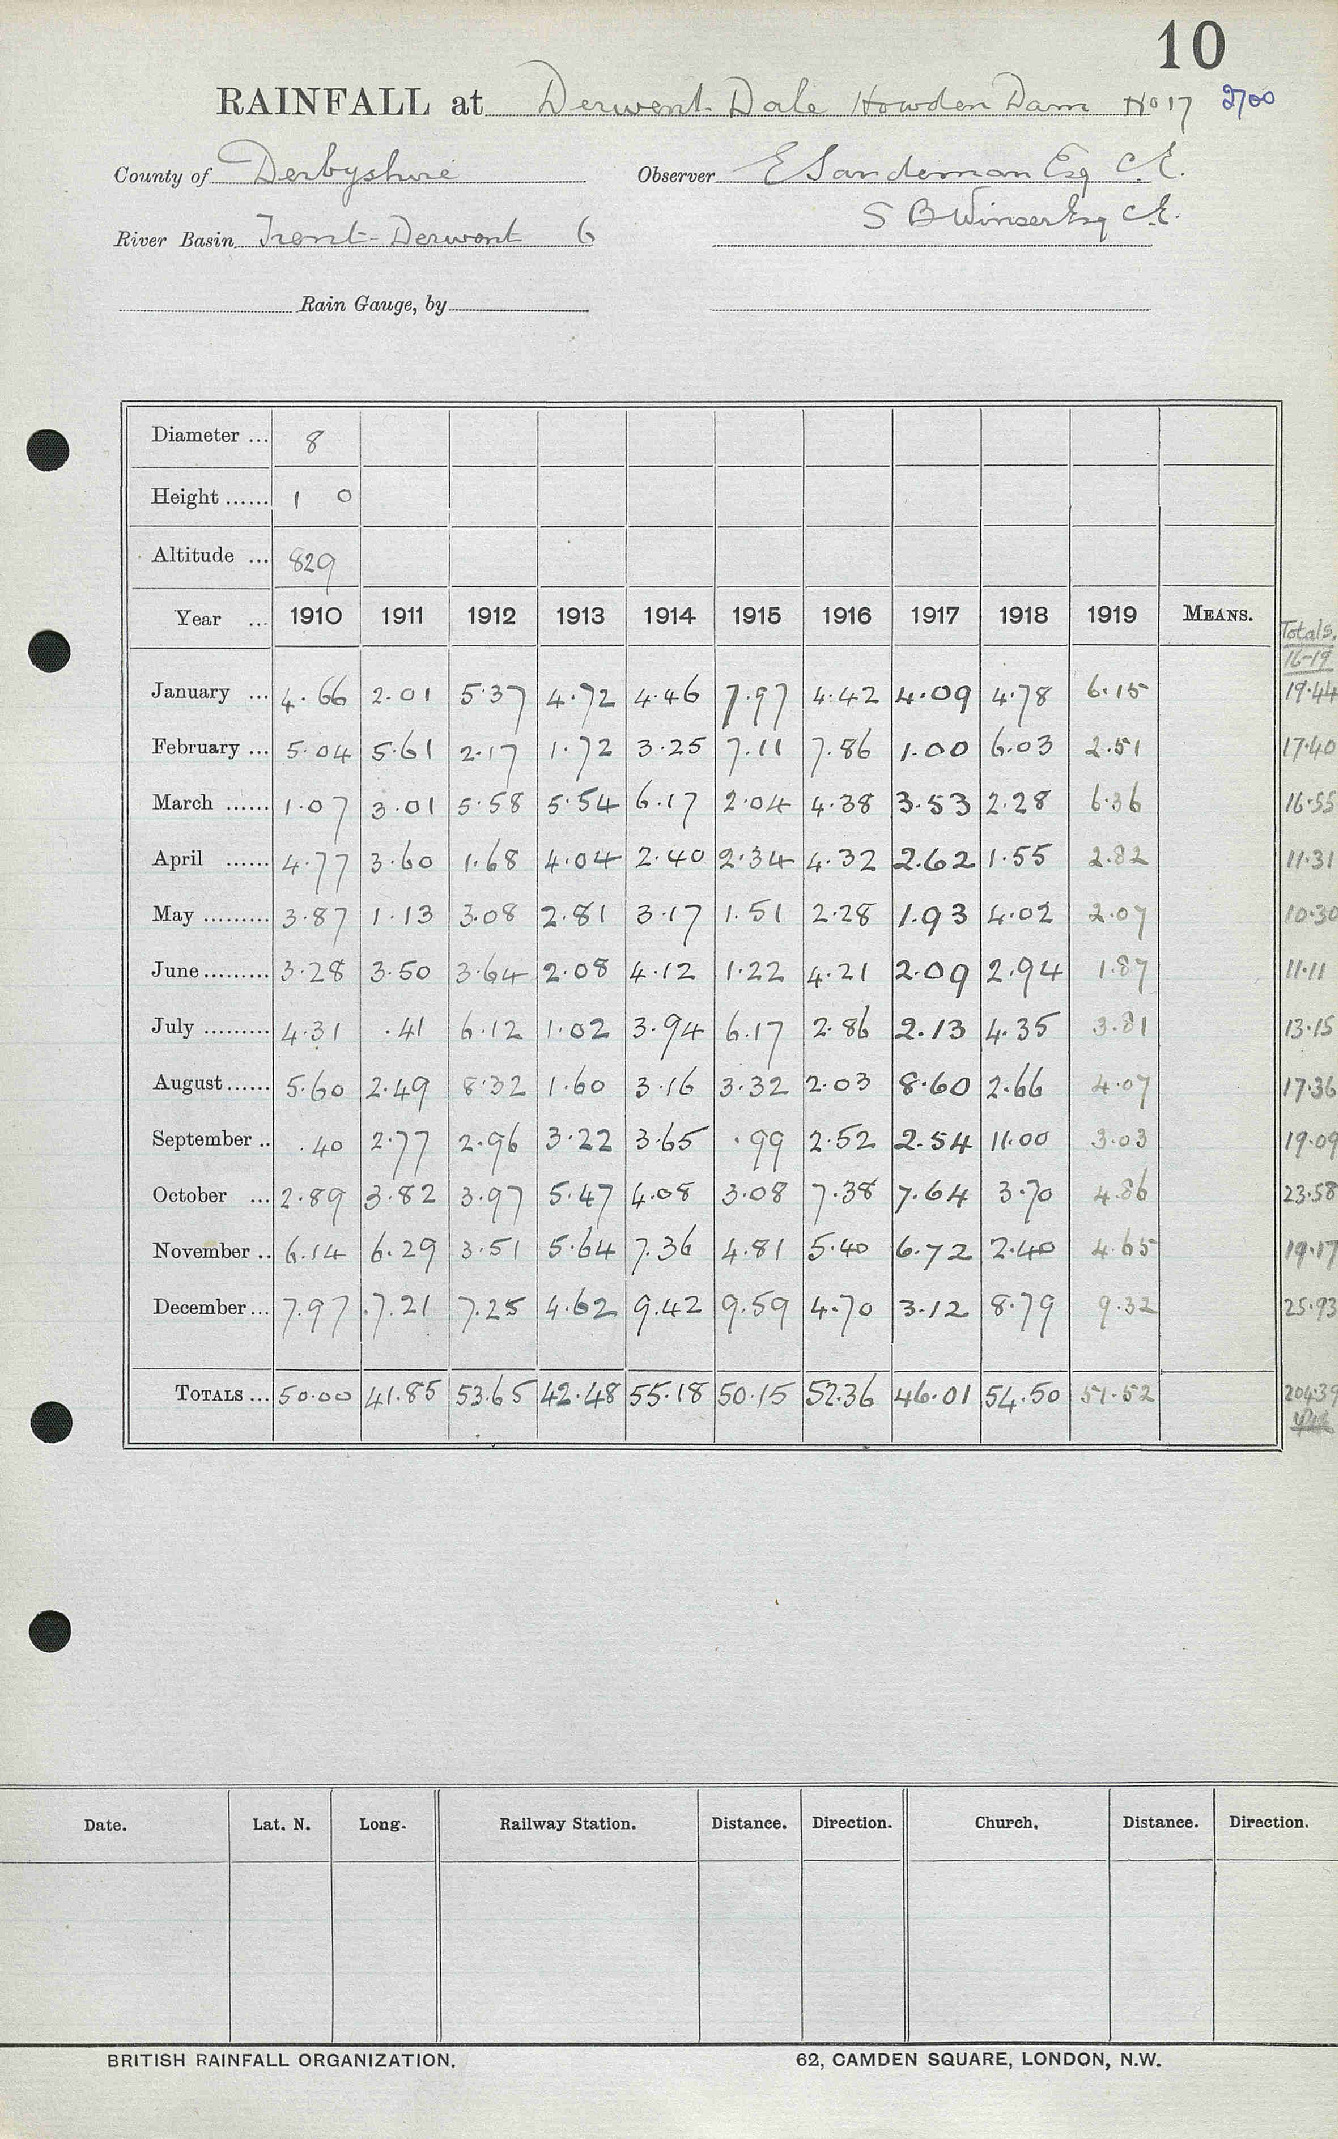 10
RAINFALL at Derwent Dale Howden Dam No 17 2700
County of Derbyshire Observer E Sandeman Esq C.E.
River Basin Trent-Derwent 6 S B Winser Esq C.E.
Rain Gauge, by
Diameter ... 8
Height ...... 1 0
Altitude ... 829
Year ... 1910 1911 1912 1913 1914 1915 1916 1917 1918 1919 MEANS. Totals.
16-19
January ... 4.66 2.01 5.37 4.72 4.46 7.97 4.42 4.09 4.78 6.15 19.44
February ... 5.04 5.61 2.17 1.72 3.25 7.11 7.86 1.00 6.03 2.51 17.40
March ...... 1.07 3.01 5.58 5.54 6.17 2.04 4.38 3.53 2.28 6.36 16.55
April ...... 4.77 3.60 1.68 4.04 2.40 2.34 4.32 2.62 1.55 2.82 11.31
May ......... 3.87 1.13 3.08 2.81 3.17 1.51 2.28 1.93 4.02 2.07 10.30
June ......... 3.28 3.50 3.64 2.08 4.12 1.22 4.21 2.09 2.94 1.87 11.11
July ......... 4.31 .41 6.12 1.02 3.94 6.17 2.86 2.13 4.35 3.81 13.15
August ...... 5.60 2.49 8.32 1.60 3.16 3.32 2.03 8.60 2.66 4.07 17.36
September .. .40 2.77 2.96 3.22 3.65 .99 2.52 2.54 11.00 3.03 19.09
October ... 2.89 3.82 3.97 5.47 4.08 3.08 7.38 7.64 3.70 4.86 23.58
November .. 6.14 6.29 3.51 5.64 7.36 4.81 5.40 6.72 2.40 4.65 19.17
December ... 7.97 7.21 7.25 4.62 9.42 9.59 4.70 3.12 8.79 9.32 25.93
TOTALS ... 50.00 41.85 53.65 42.48 55.18 50.15 52.36 46.01 54.50 51.52 204.39
Date. Lat. N. Long. Railway Station. Distance. Direction. Church. Distance. Direction.
BRITISH RAINFALL ORGANIZATION. 62, CAMDEN SQUARE, LONDON, N.W.